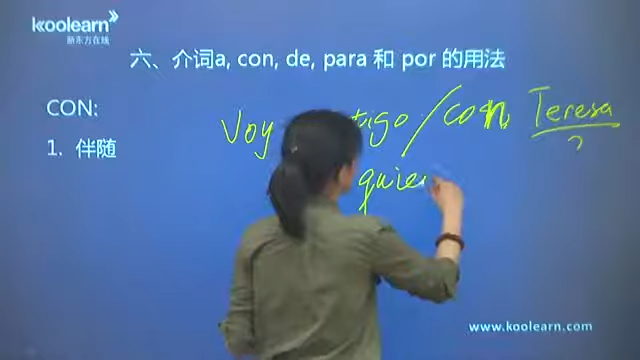 koolearn
新东方在线
六、介词a, con, de, para 和 por 的用法
CON:
Voy tigo / con Teresa
?
1. 伴随
quie
www.koolearn.com